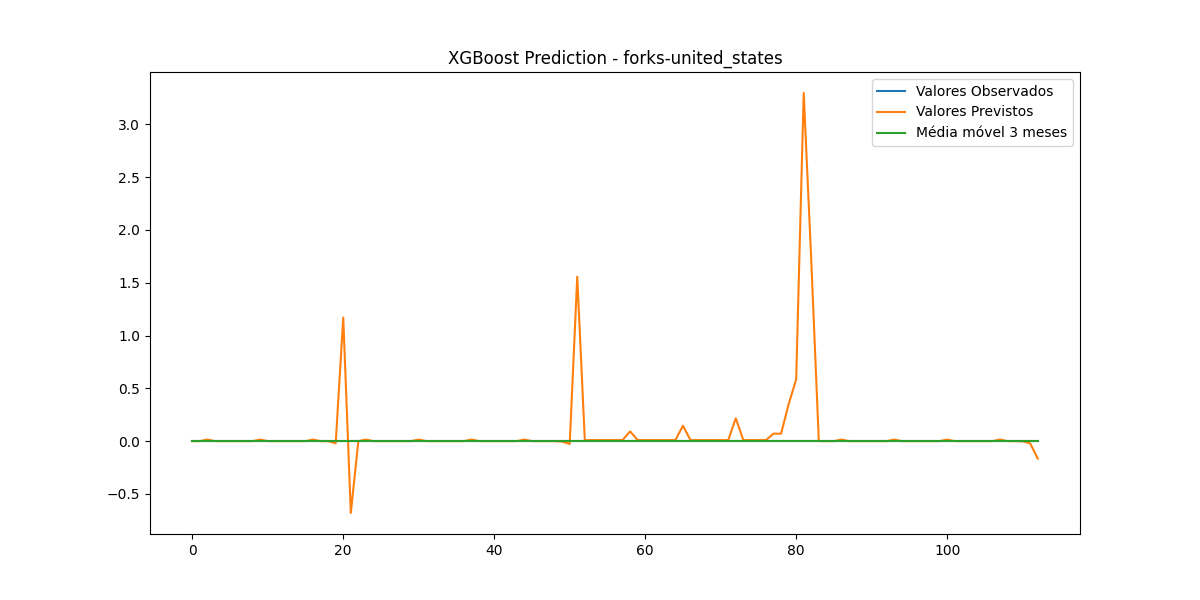 XGBoost Prediction - forks-united_states
Valores Observados
Valores Previstos
Média móvel 3 meses
3.0
2.5
2.0
1.5
1.0
0.5
0.0
−0.5
0 20 40 60 80 100